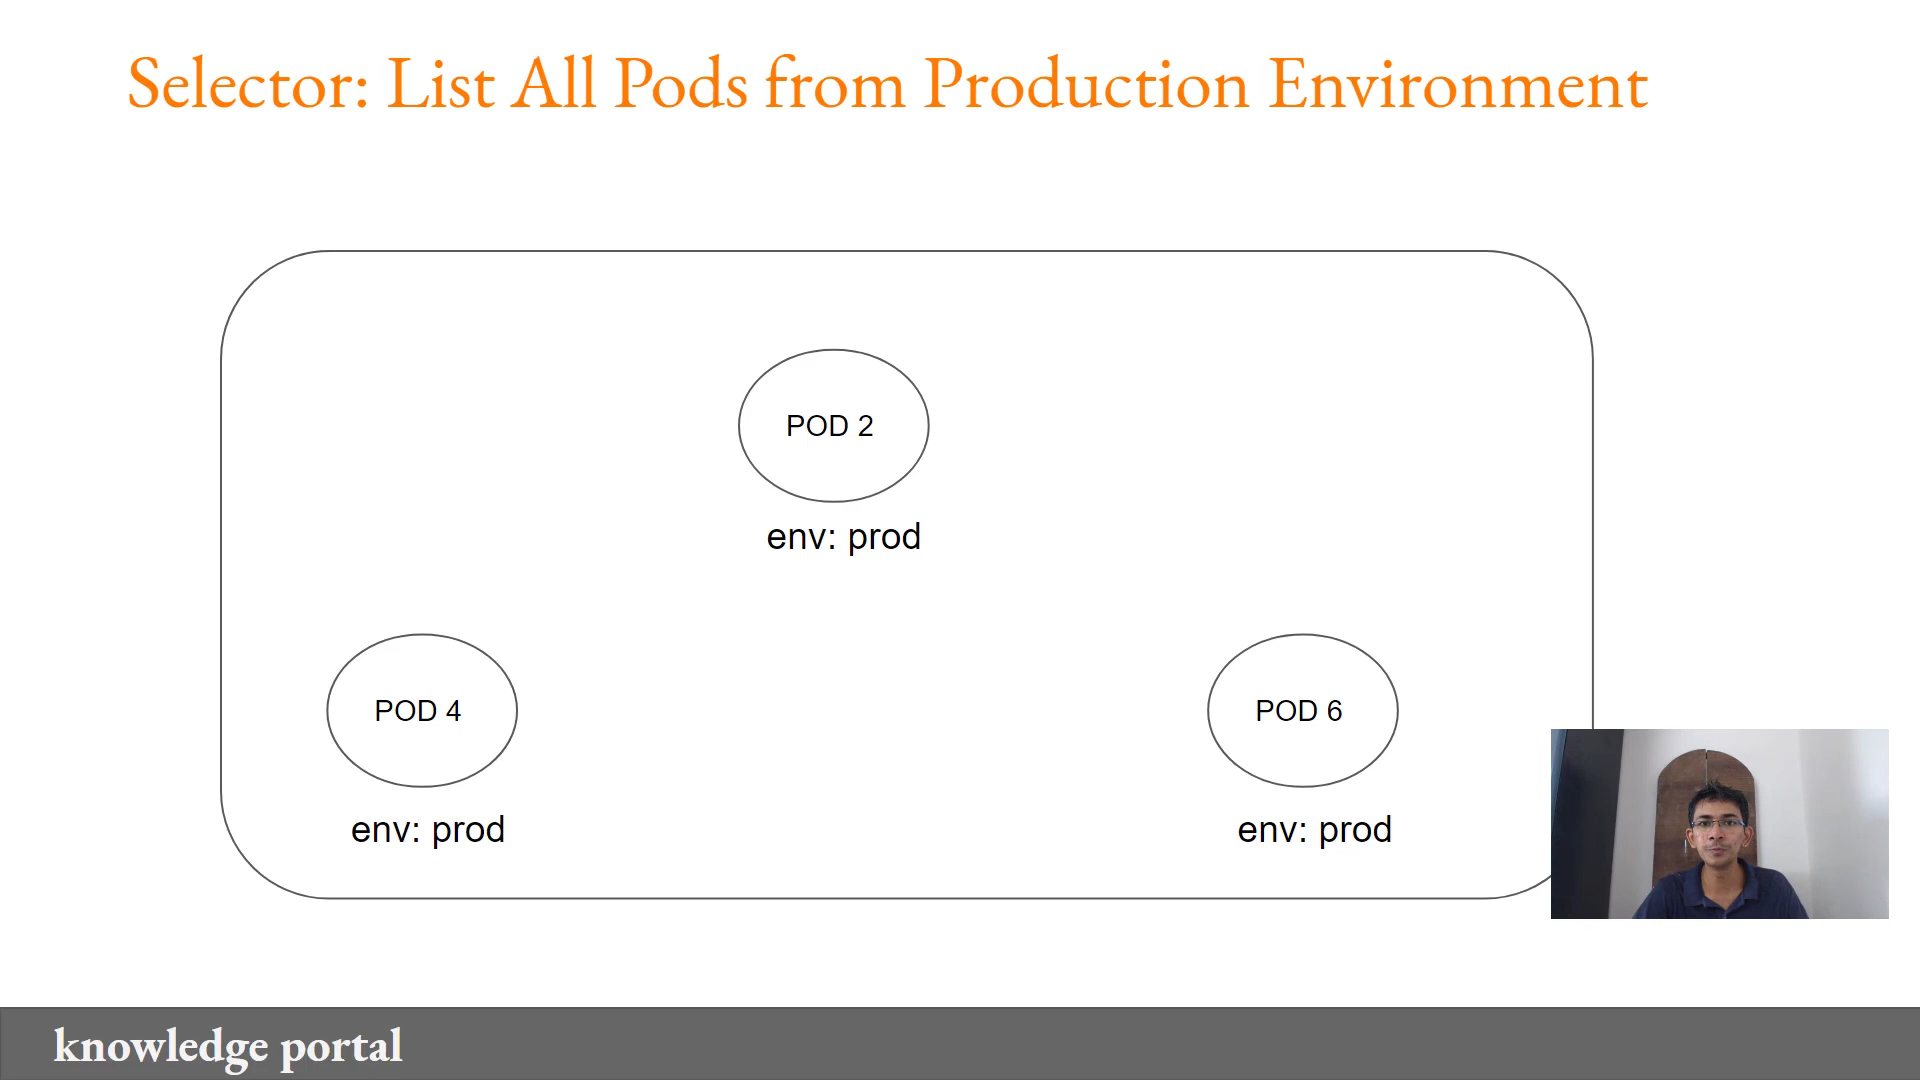 Selector: List All Pods from Production Environment
POD 2
env: prod
POD 4
POD 6
env: prod
env: prod
knowledge portal